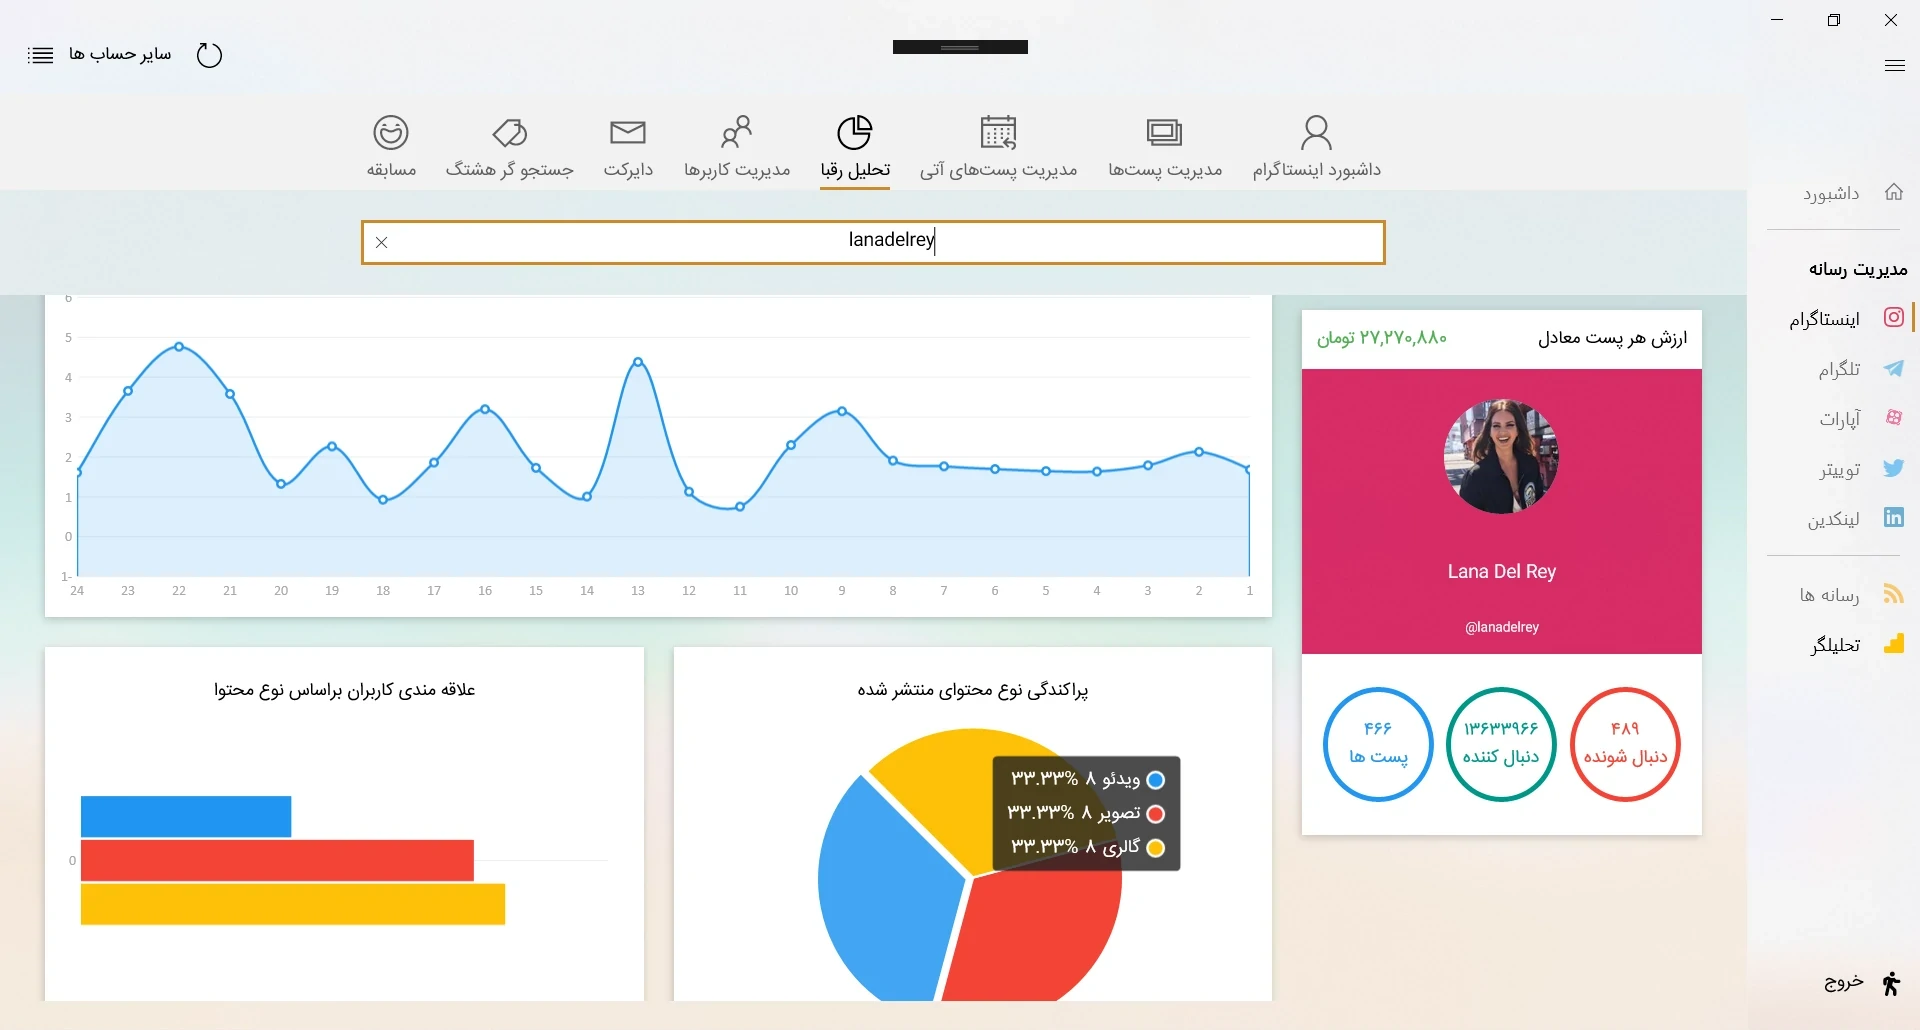 سایر حساب ها
داشبورد اینستاگرام
مدیریت پست‌ها
مدیریت پست‌های آتی
تحلیل رقبا
مدیریت کاربرها
دایرکت
جستجو گر هشتگ
مسابقه
lanadelrey
داشبورد
مدیریت رسانه
اینستاگرام
تلگرام
آپارات
توییتر
لینکدین
رسانه ها
تحلیلگر
خروج
ارزش هر پست معادل
۲۷,۲۷۰,۸۸۰ تومان
Lana Del Rey
@lanadelrey
۴۸۹
دنبال شونده
۱۳۶۳۳۹۶۶
دنبال کننده
۴۶۶
پست ها
6
5
4
3
2
1
0
1-
24 23 22 21 20 19 18 17 16 15 14 13 12 11 10 9 8 7 6 5 4 3 2 1
پراکندگی نوع محتوای منتشر شده
ویدئو ۸ %۳۳.۳۳
تصویر ۸ %۳۳.۳۳
گالری ۸ %۳۳.۳۳
علاقه مندی کاربران براساس نوع محتوا
0